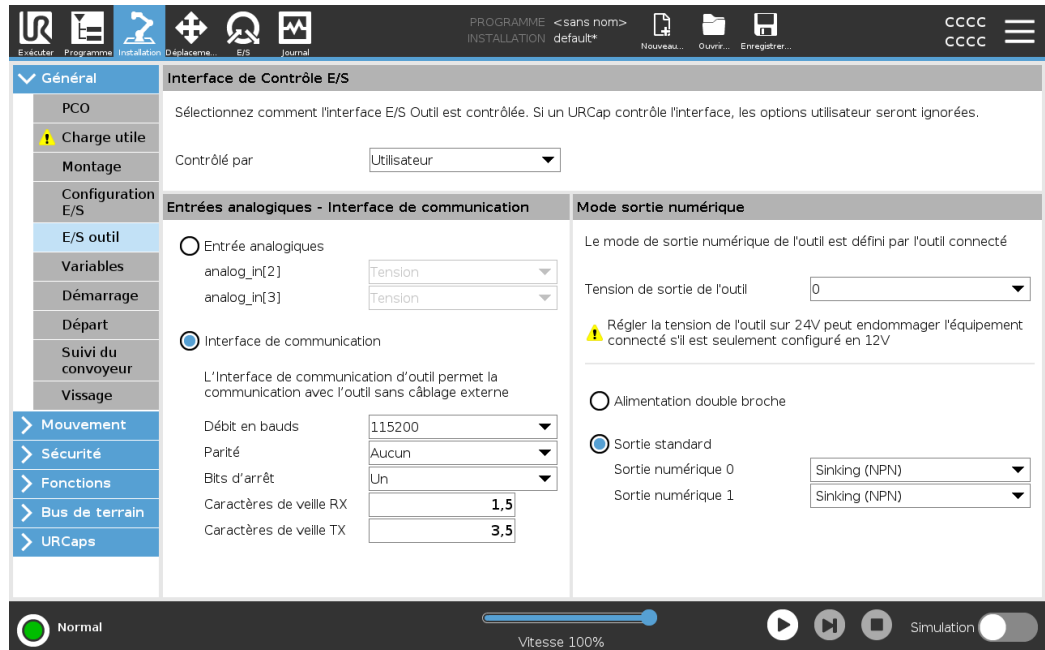 PROGRAMME <sans nom>
INSTALLATION default*
CCCC
CCCC
Exécuter
Programme
Installation
Déplaceme...
E/S
Journal
Nouveau...
Ouvrir...
Enregistrer...
Général
PCO
Charge utile
Montage
Configuration
E/S
E/S outil
Variables
Démarrage
Départ
Suivi du
convoyeur
Vissage
Mouvement
Sécurité
Fonctions
Bus de terrain
URCaps
Interface de Contrôle E/S
Sélectionnez comment l'interface E/S Outil est contrôlée. Si un URCap contrôle l'interface, les options utilisateur seront ignorées.
Contrôlé par Utilisateur
Entrées analogiques - Interface de communication
Entrée analogiques
analog_in[2] Tension
analog_in[3] Tension
Interface de communication
L'Interface de communication d'outil permet la
communication avec l'outil sans câblage externe
Débit en bauds 115200
Parité Aucun
Bits d'arrêt Un
Caractères de veille RX 1,5
Caractères de veille TX 3,5
Mode sortie numérique
Le mode de sortie numérique de l'outil est défini par l'outil connecté
Tension de sortie de l'outil 0
Régler la tension de l'outil sur 24V peut endommager l'équipement
connecté s'il est seulement configuré en 12V
Alimentation double broche
Sortie standard
Sortie numérique 0 Sinking (NPN)
Sortie numérique 1 Sinking (NPN)
Normal
Vitesse 100%
Simulation